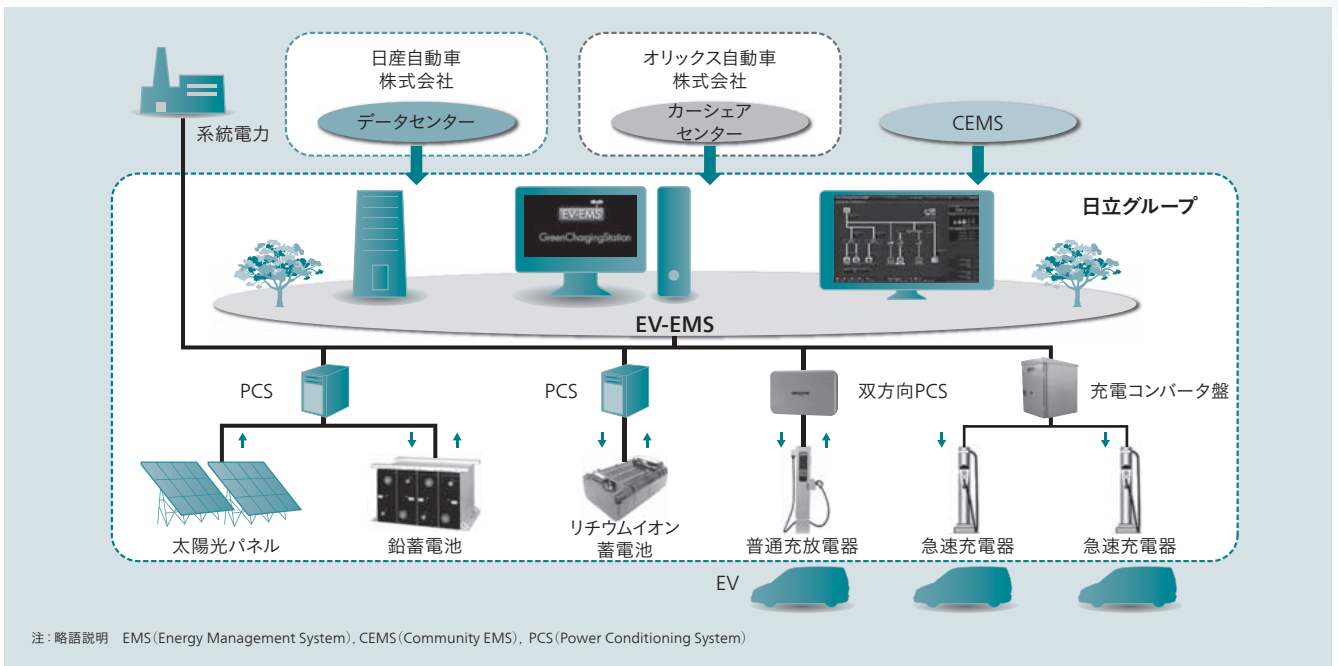 日産自動車
株式会社
データセンター
オリックス自動車
株式会社
カーシェア
センター
CEMS
系統電力
日立グループ
EV-EMS
GreenChargingStation
EV-EMS
PCS
PCS
双方向PCS
充電コンバータ盤
太陽光パネル
鉛蓄電池
リチウムイオン
蓄電池
普通充放電器
急速充電器
急速充電器
EV
注：略語説明　EMS（Energy Management System），CEMS（Community EMS），PCS（Power Conditioning System）